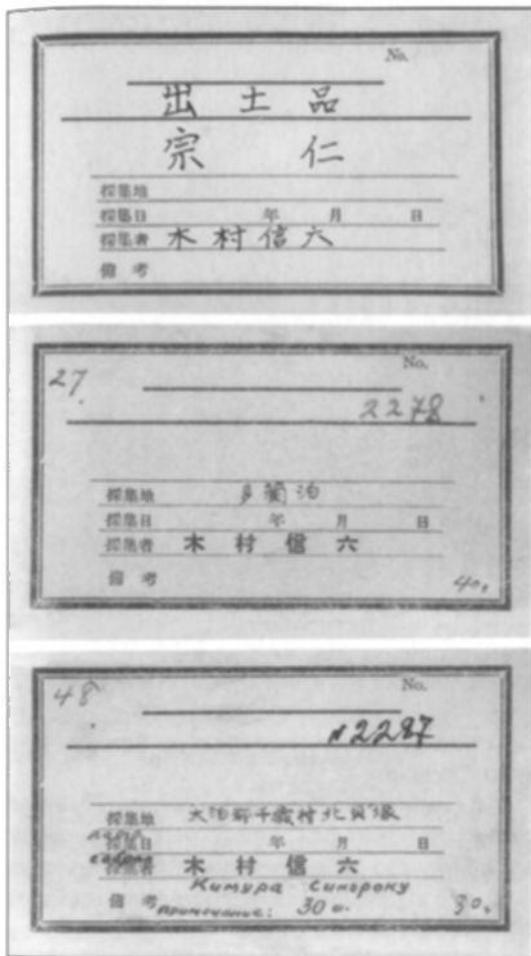 No.
出土品
宗仁
採集地
採集日 年 月 日
採集者 木村信六
備考
27
No.
2278
採集地 多蘭泊
採集日 年 月 日
採集者 木村信六
備考
40.
48
No.
N2287
採集地 大泊郡千歳村北貝塚
дата
採集日 年 月 日
採集者 木村信六
Кимура Синороку
備考
примечание: 30 и.
30.